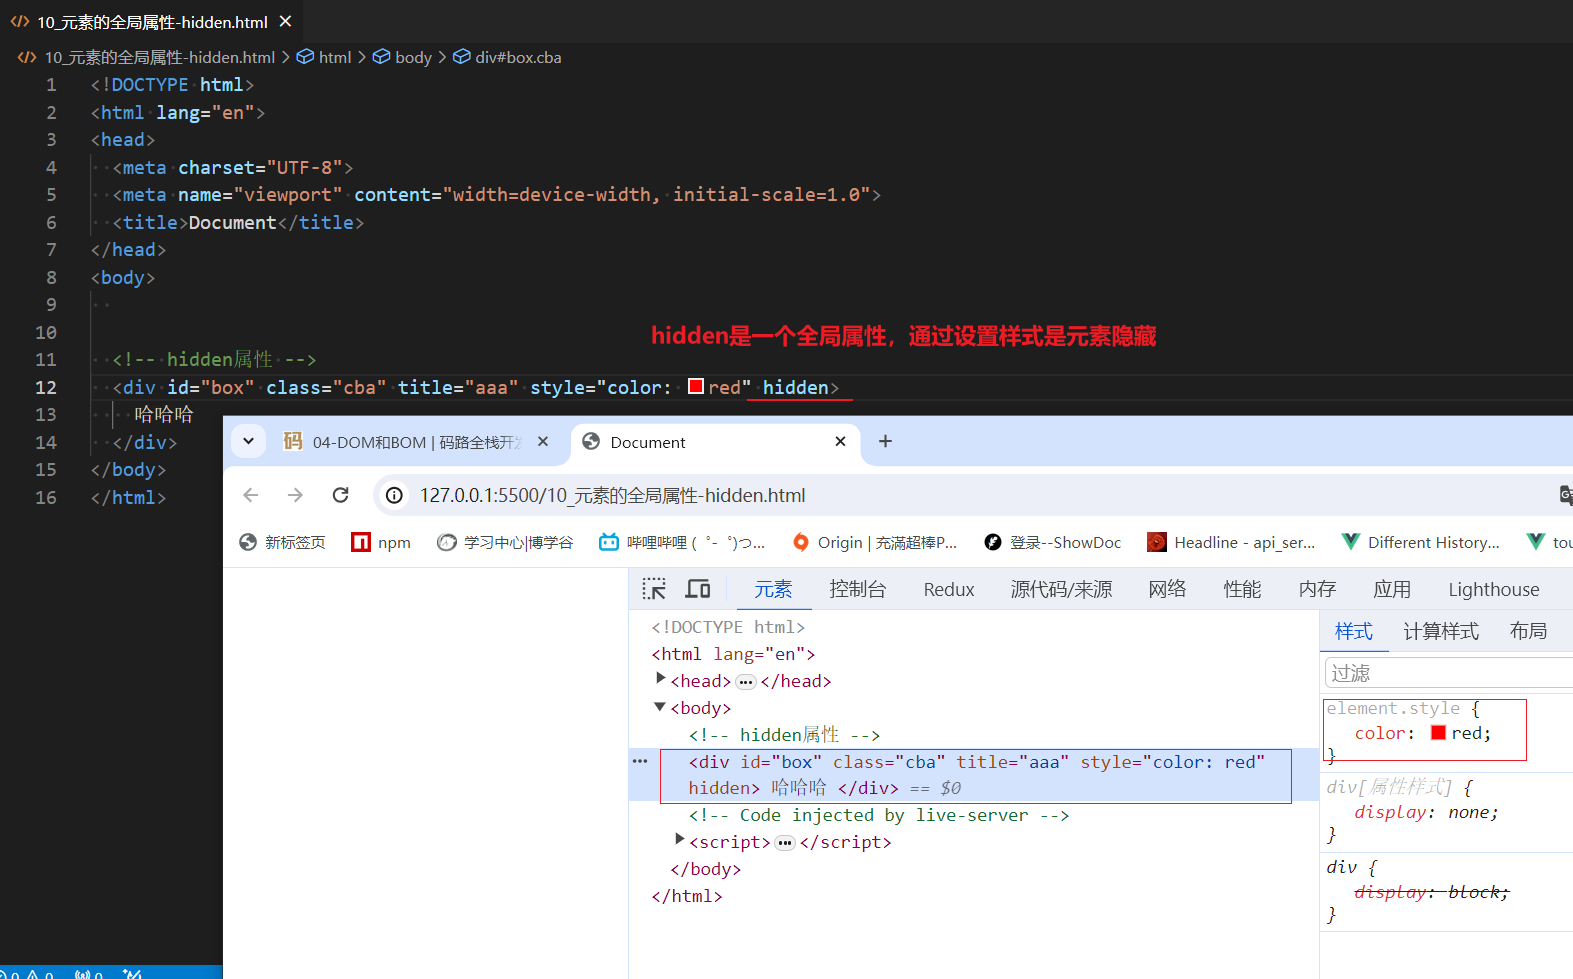 10_元素的全局属性-hidden.html
10_元素的全局属性-hidden.html > html > body > div#box.cba
1 <!DOCTYPE html>
2 <html lang="en">
3 <head>
4 <meta charset="UTF-8">
5 <meta name="viewport" content="width=device-width, initial-scale=1.0">
6 <title>Document</title>
7 </head>
8 <body>
9
10
hidden是一个全局属性，通过设置样式是元素隐藏
11 <!-- hidden属性 -->
12 <div id="box" class="cba" title="aaa" style="color: red" hidden>
13 哈哈哈
14 </div>
15 </body>
16 </html>
码 04-DOM和BOM | 码路全栈开发 Document
127.0.0.1:5500/10_元素的全局属性-hidden.html
新标签页 npm 学习中心|博学谷 哔哩哔哩 ( ゜- ゜)つ... Origin | 充滿超棒P... 登录--ShowDoc Headline - api_ser... Different History... tou
元素 控制台 Redux 源代码/来源 网络 性能 内存 应用 Lighthouse
<!DOCTYPE html>
<html lang="en">
<head> ••• </head>
<body>
<!-- hidden属性 -->
<div id="box" class="cba" title="aaa" style="color: red"
hidden> 哈哈哈 </div> == $0
<!-- Code injected by live-server -->
<script> ••• </script>
</body>
</html>
样式 计算样式 布局
过滤
element.style {
color: red;
}
div[属性样式] {
display: none;
}
div {
display: block;
}
0 0 0